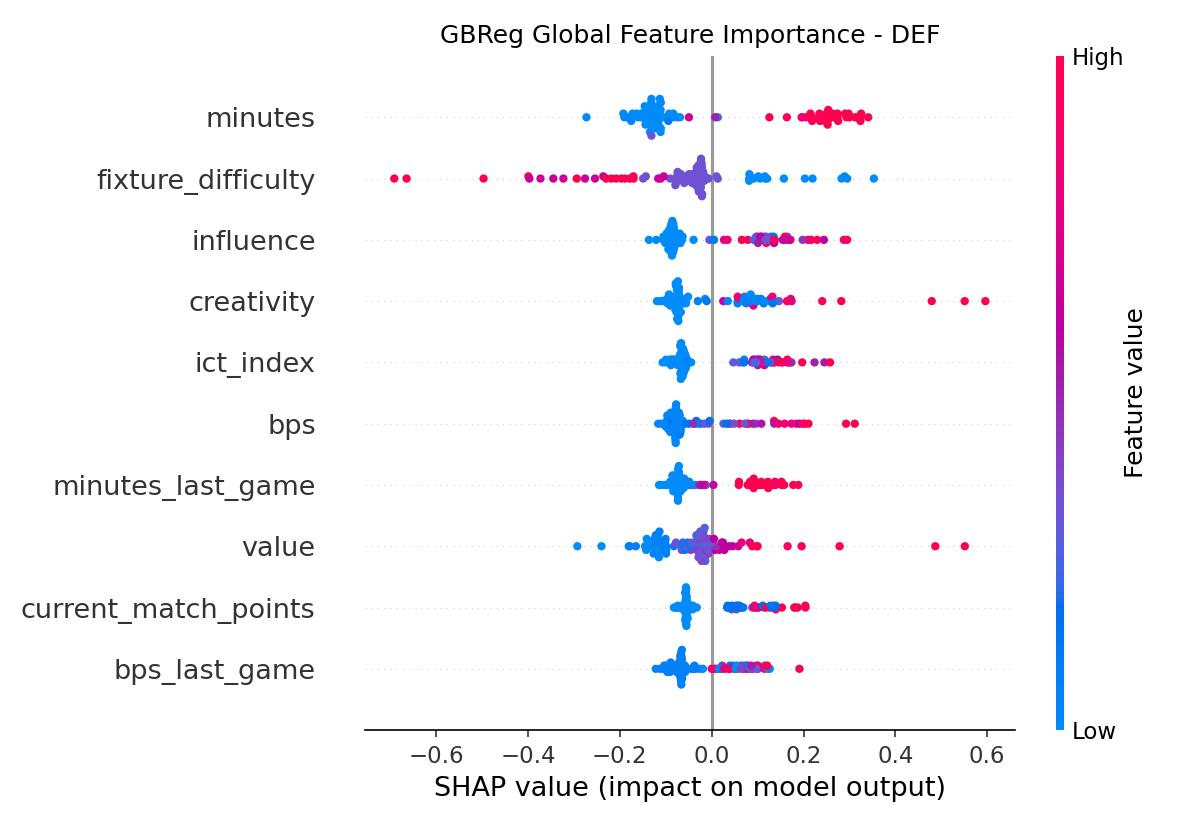 GBReg Global Feature Importance - DEF
High
minutes
fixture_difficulty
influence
creativity
ict_index
bps
minutes_last_game
value
current_match_points
bps_last_game
Feature value
Low
−0.6 −0.4 −0.2 0.0 0.2 0.4 0.6
SHAP value (impact on model output)